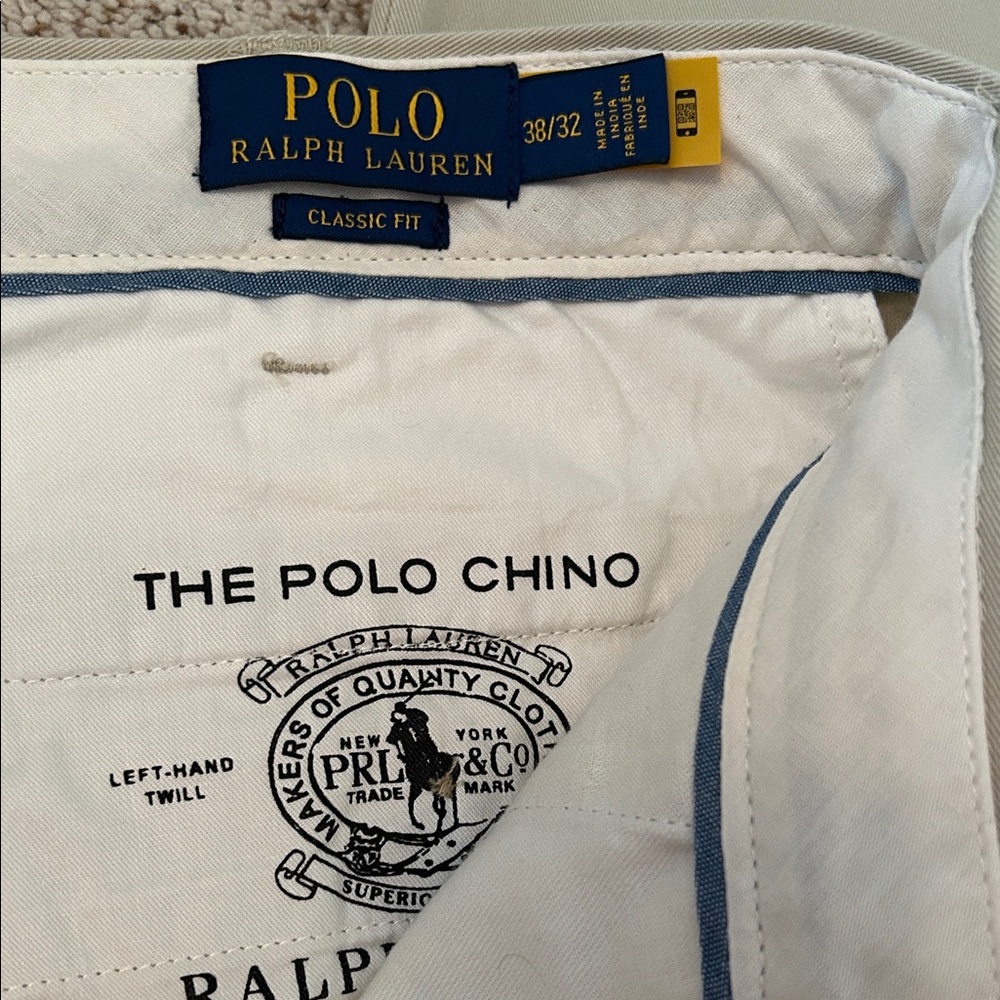 POLO
RALPH LAUREN
CLASSIC FIT
38/32
MADE IN
INDIA
FABRIQUÉ EN
INDE
THE POLO CHINO
RALPH LAUREN
MAKERS OF QUALITY CLOT
NEW YORK
PRL &Co
TRADE MARK
LEFT-HAND
TWILL
SUPERIO
RALP